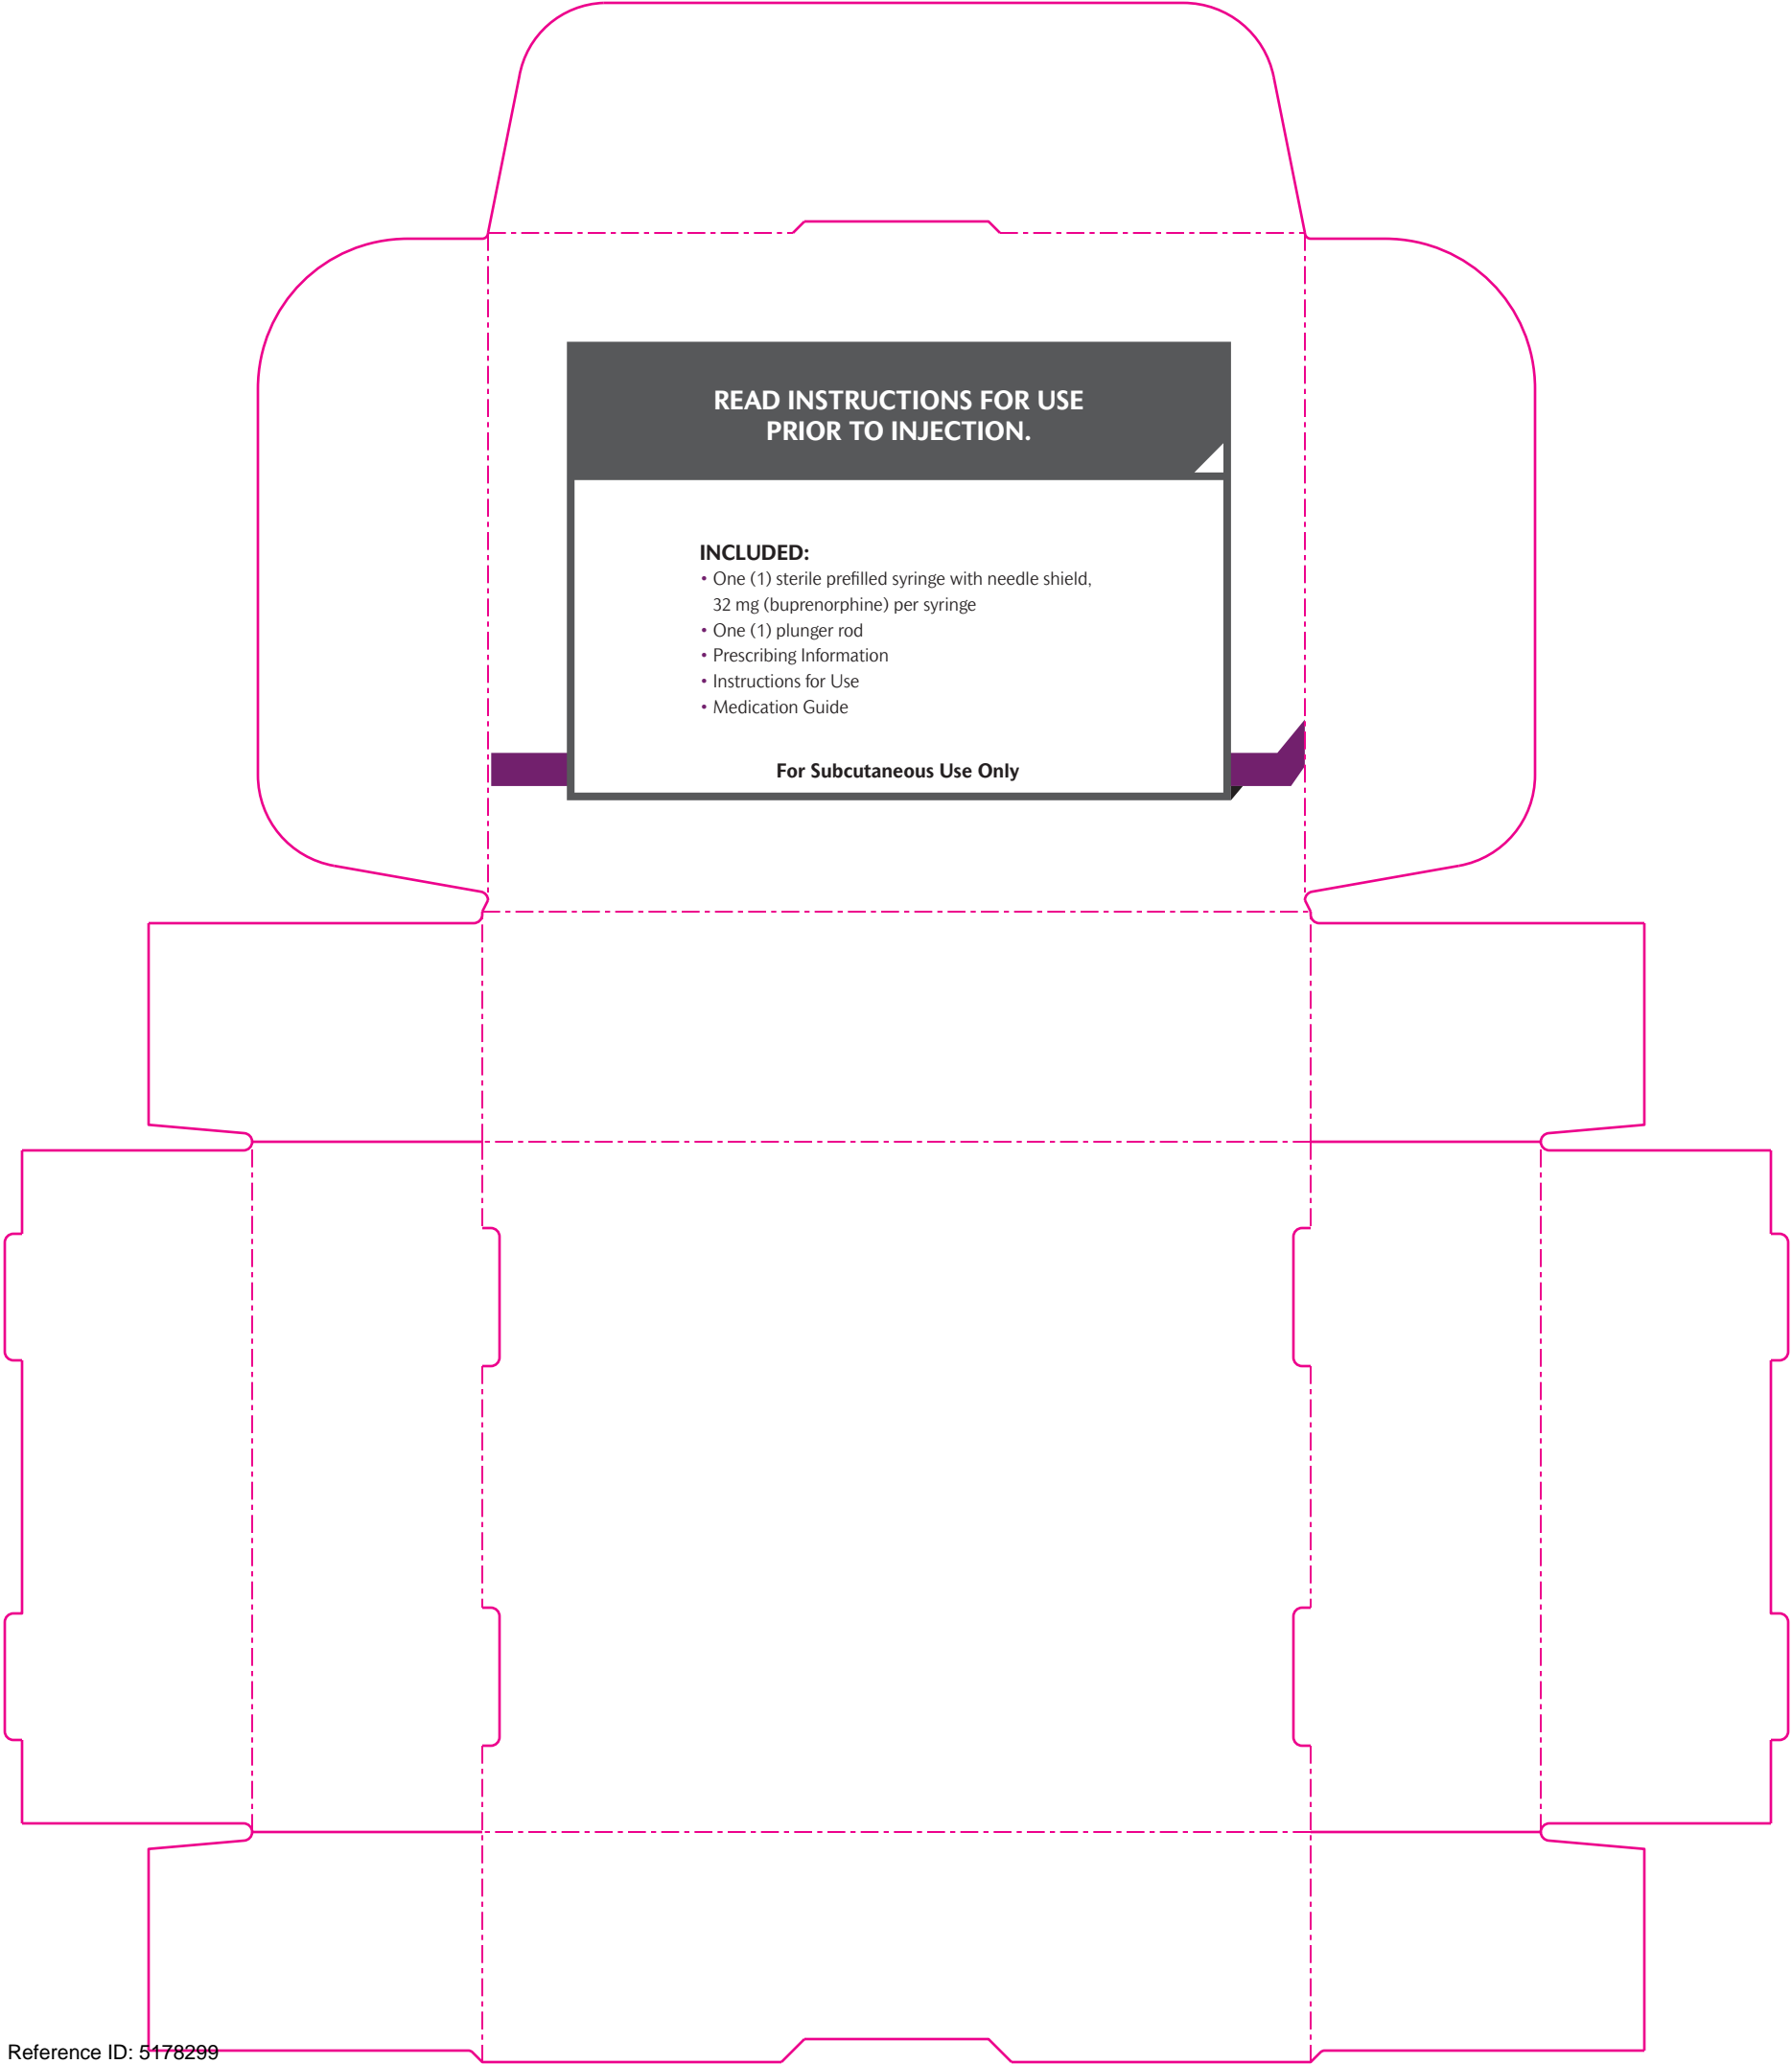 READ INSTRUCTIONS FOR USE
PRIOR TO INJECTION.
INCLUDED:
• One (1) sterile prefilled syringe with needle shield,
32 mg (buprenorphine) per syringe
• One (1) plunger rod
• Prescribing Information
• Instructions for Use
• Medication Guide
For Subcutaneous Use Only
Reference ID: 5178299